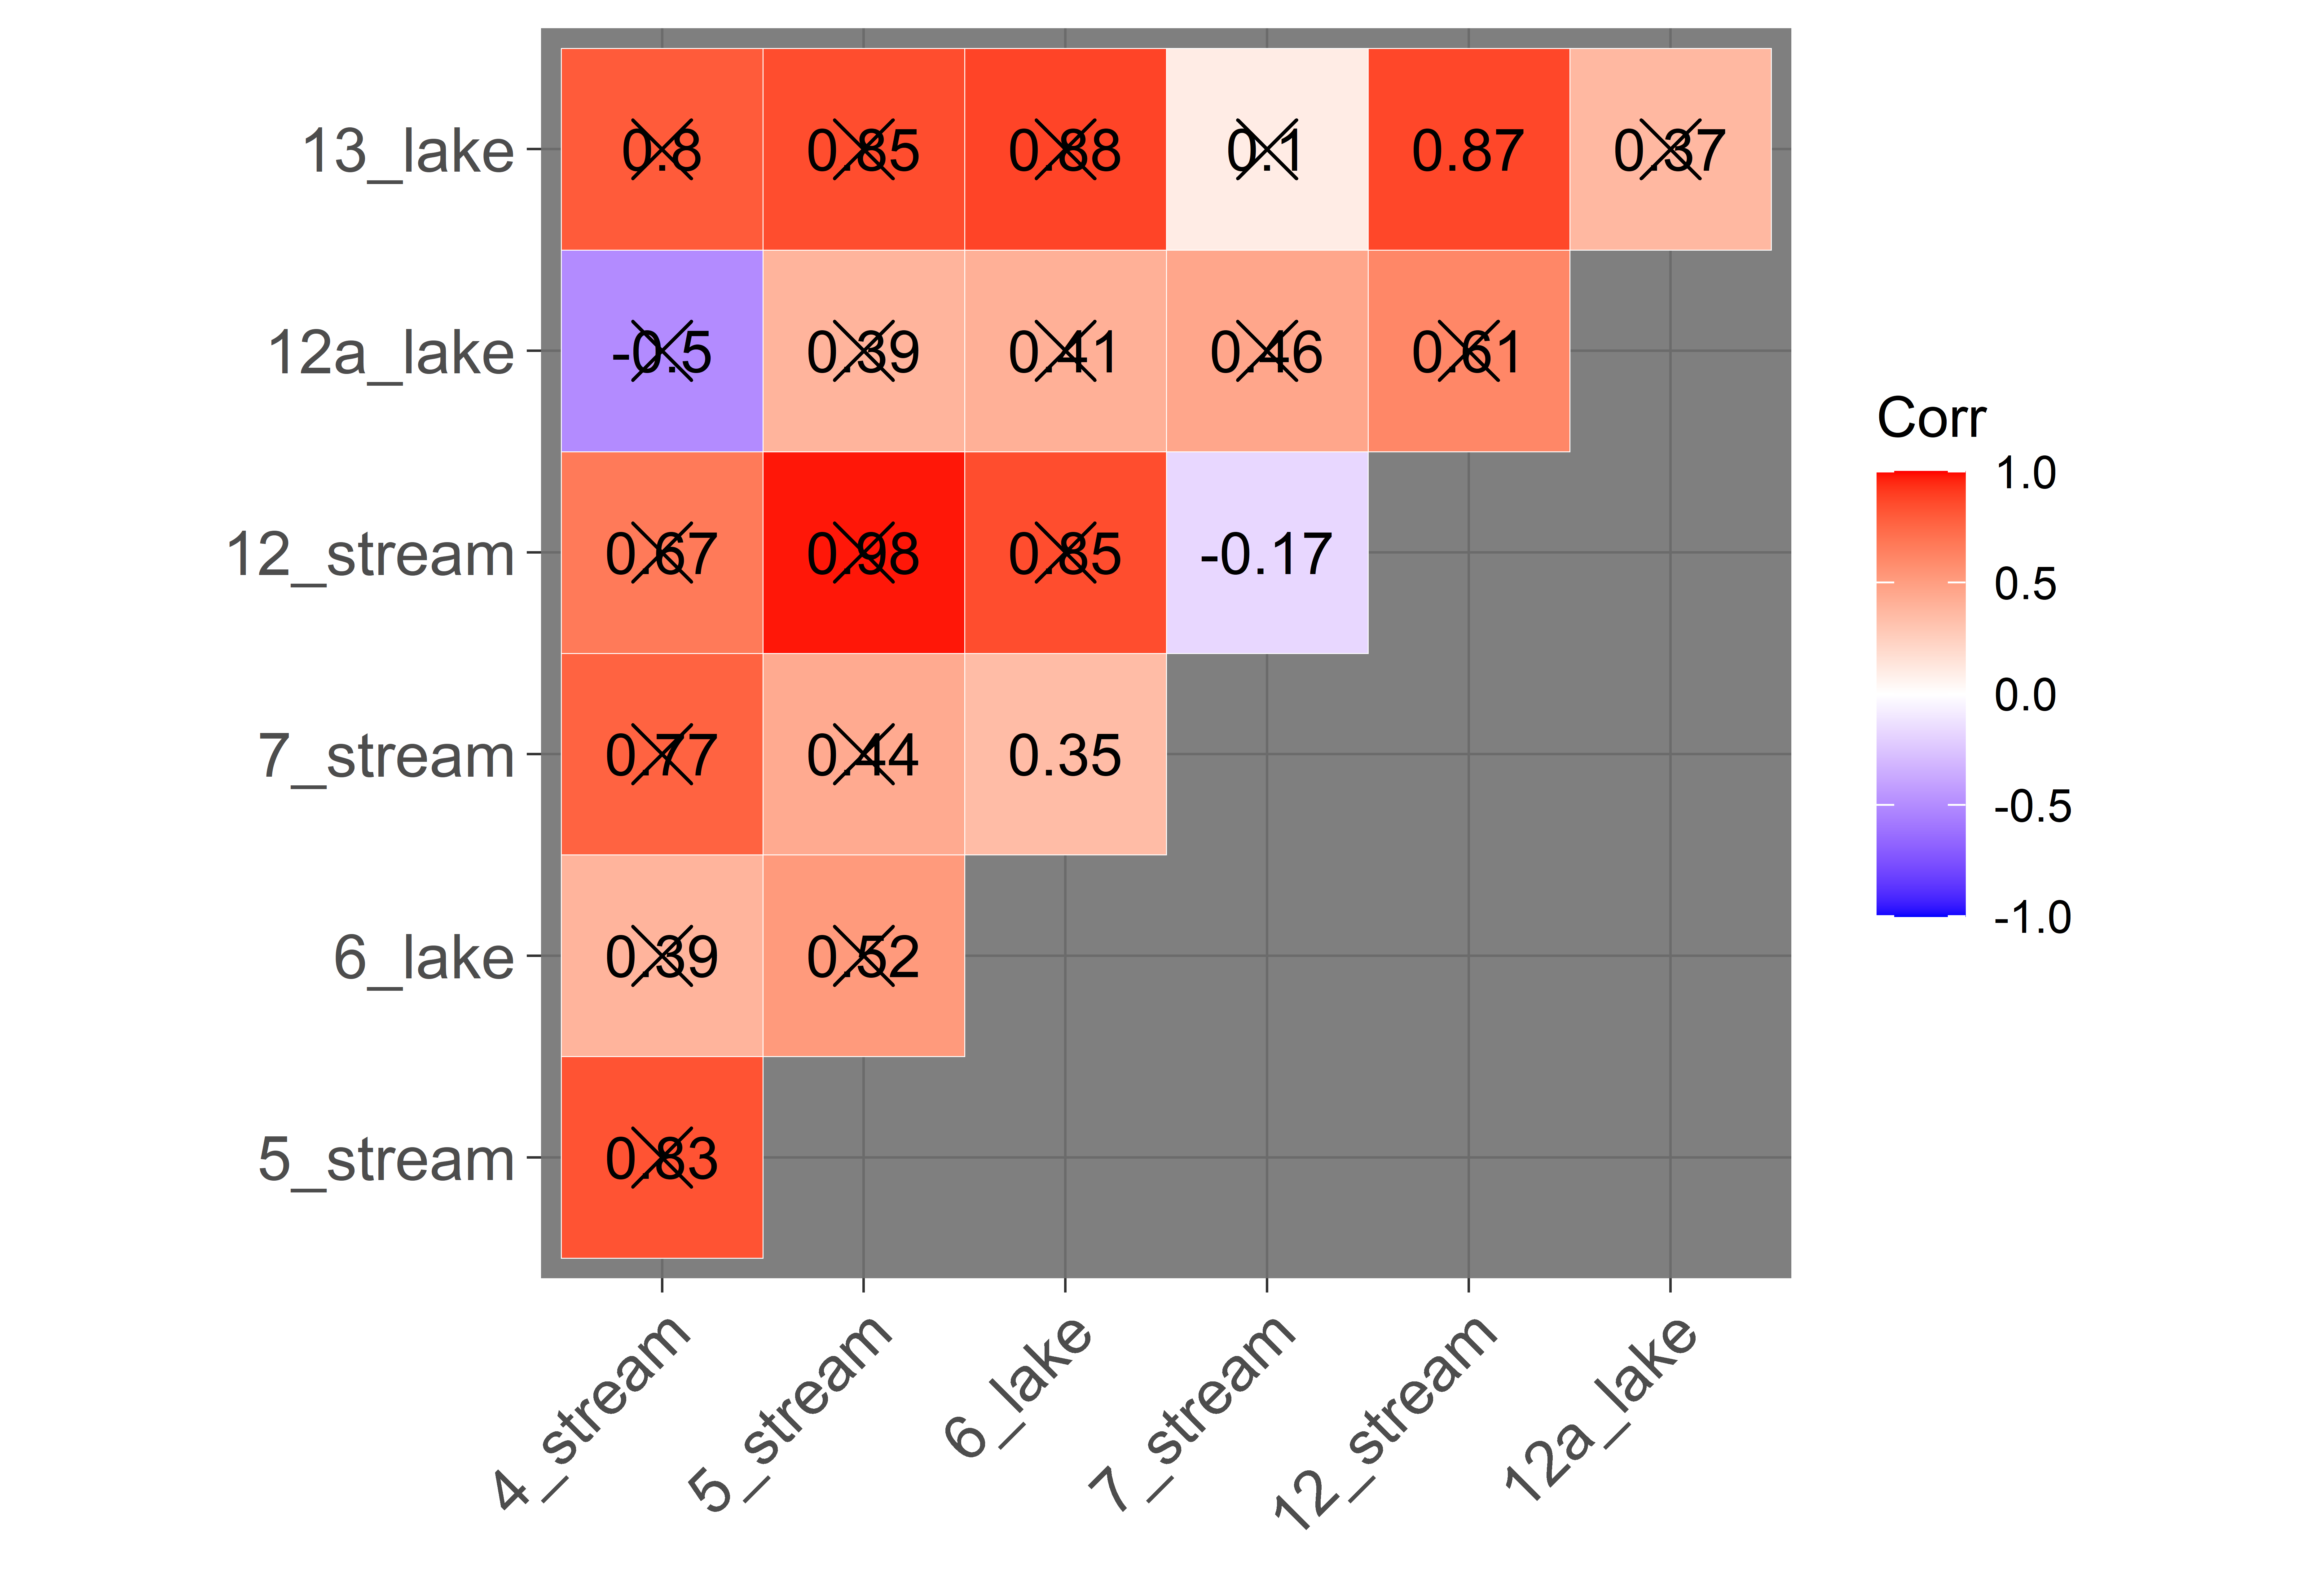 13_lake 0.8 0.85 0.88 0.1 0.87 0.37
12a_lake -0.5 0.39 0.41 0.46 0.61
12_stream 0.67 0.98 0.85 -0.17
7_stream 0.77 0.44 0.35
6_lake 0.39 0.52
5_stream 0.83
4_stream 5_stream 6_lake 7_stream 12_stream 12a_lake
Corr
1.0
0.5
0.0
-0.5
-1.0